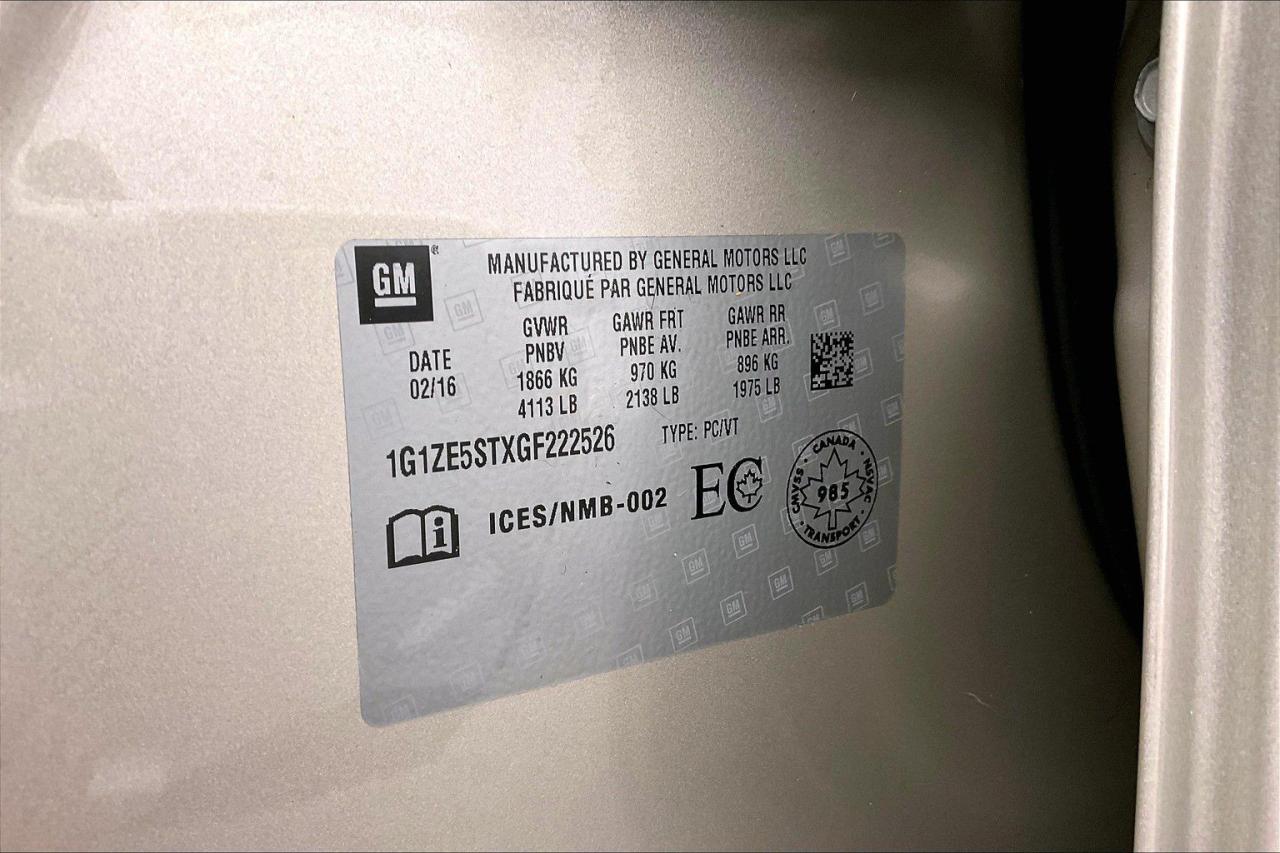 GM®
MANUFACTURED BY GENERAL MOTORS LLC
FABRIQUÉ PAR GENERAL MOTORS LLC
DATE
02/16
GVWR
PNBV
1866 KG
4113 LB
GAWR FRT
PNBE AV.
970 KG
2138 LB
GAWR RR
PNBE ARR.
896 KG
1975 LB
1G1ZE5STXGF222526
TYPE: PC/VT
i
ICES/NMB-002
EC
CANADA
CMVSS · NSVAC
985
· TRANSPORT ·